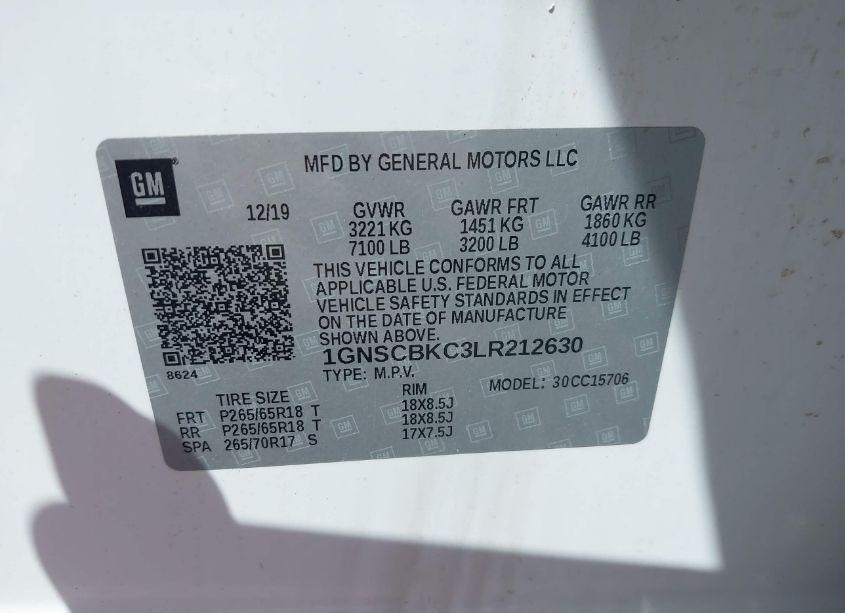 GM
MFD BY GENERAL MOTORS LLC
12/19 GVWR GAWR FRT GAWR RR
3221 KG 1451 KG 1860 KG
7100 LB 3200 LB 4100 LB
THIS VEHICLE CONFORMS TO ALL
APPLICABLE U.S. FEDERAL MOTOR
VEHICLE SAFETY STANDARDS IN EFFECT
ON THE DATE OF MANUFACTURE
SHOWN ABOVE.
1GNSCBKC3LR212630
8624 TYPE: M.P.V. MODEL: 30CC15706
TIRE SIZE RIM
FRT P265/65R18 T 18X8.5J
RR P265/65R18 T 18X8.5J
SPA 265/70R17 S 17X7.5J